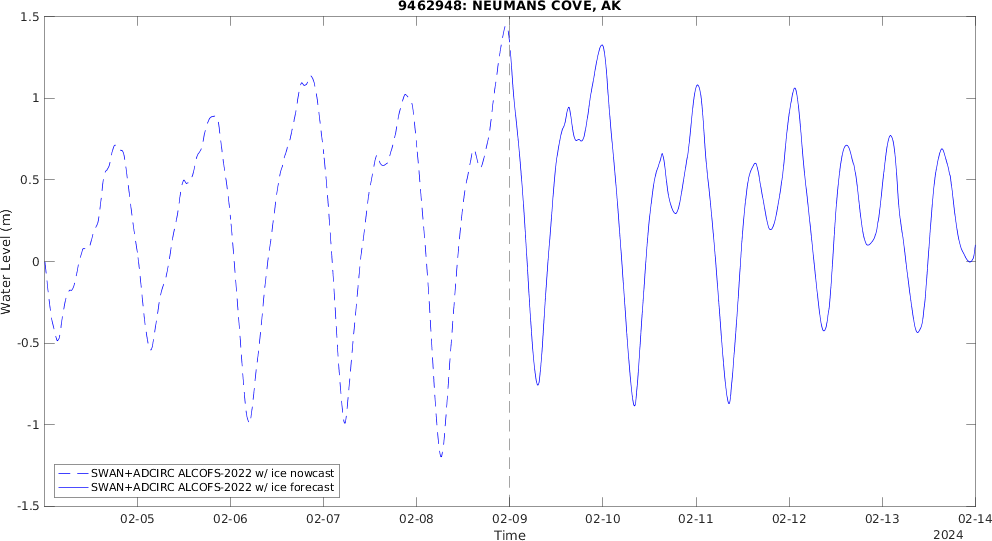 9462948: NEUMANS COVE, AK
1.5
1
0.5
0
-0.5
-1
-1.5
Water Level (m)
SWAN+ADCIRC ALCOFS-2022 w/ ice nowcast
SWAN+ADCIRC ALCOFS-2022 w/ ice forecast
02-05 02-06 02-07 02-08 02-09 02-10 02-11 02-12 02-13 02-14
Time
2024